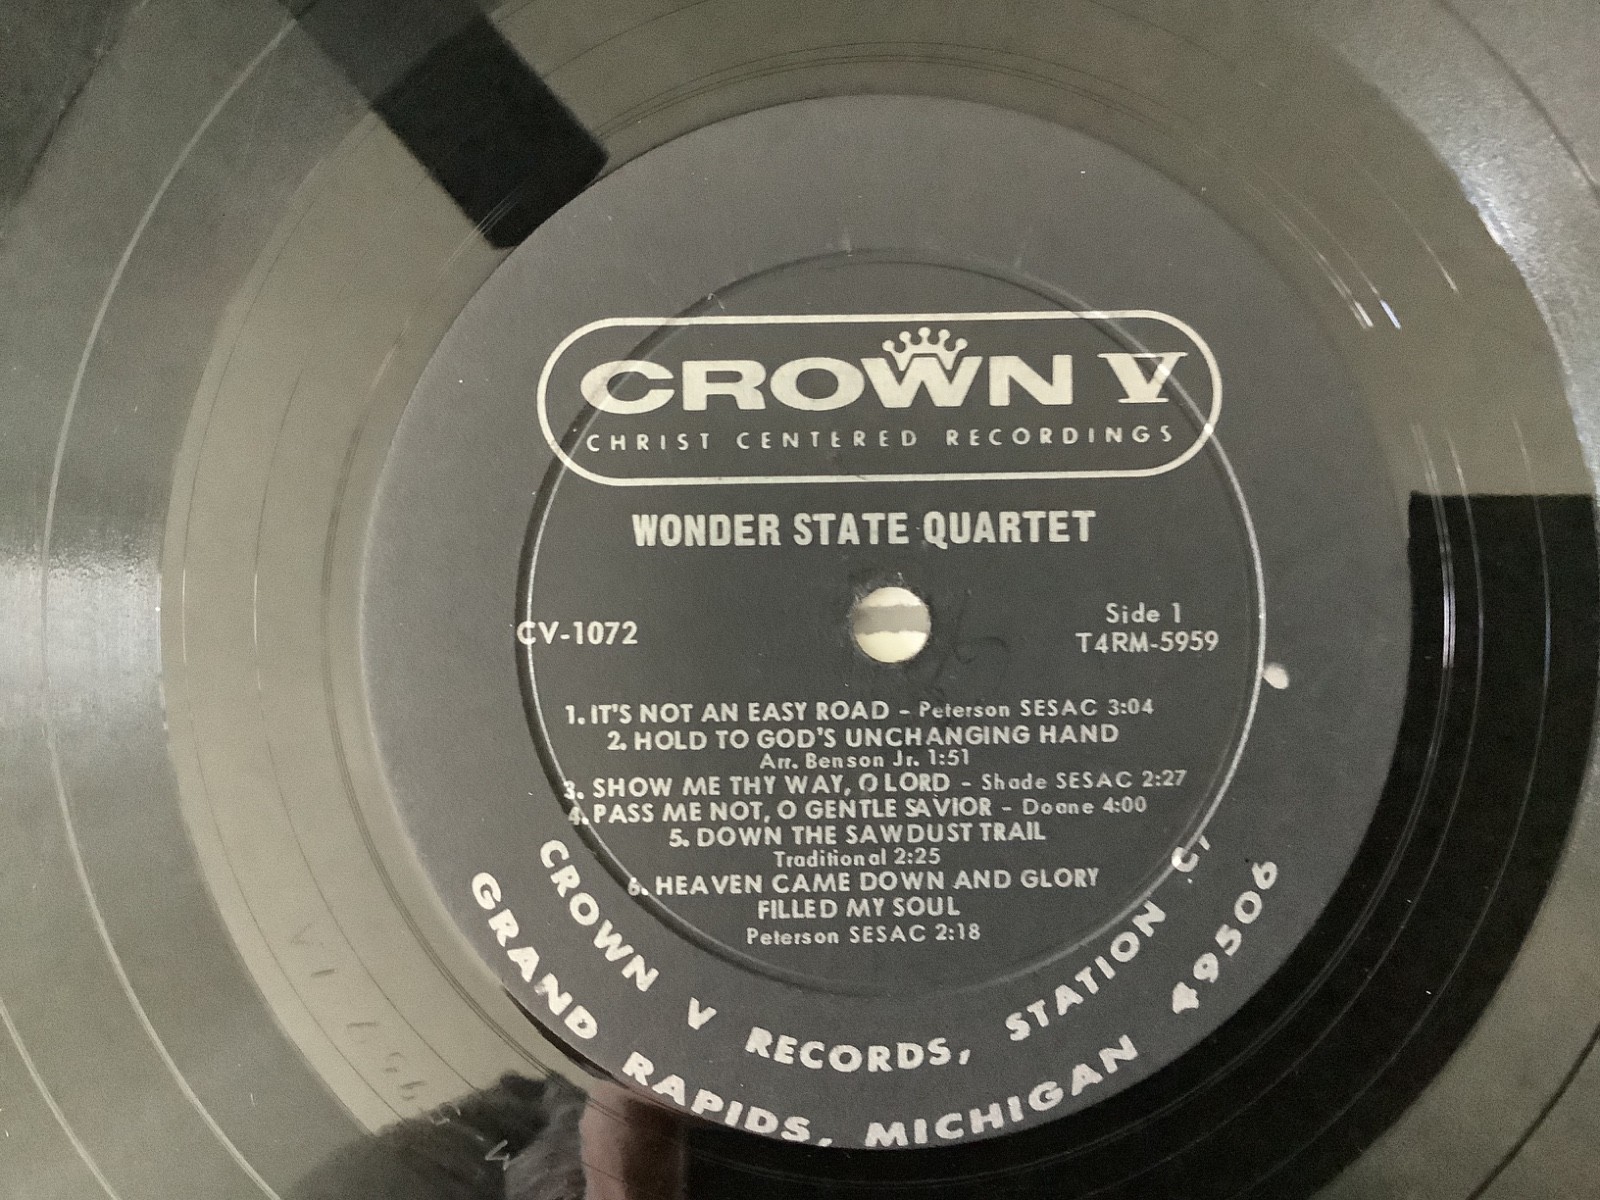 CROWN V
CHRIST CENTERED RECORDINGS
WONDER STATE QUARTET
CV-1072
Side 1
T4RM-5959
1. IT'S NOT AN EASY ROAD - Peterson SESAC 3:04
2. HOLD TO GOD'S UNCHANGING HAND
Arr. Benson Jr. 1:51
3. SHOW ME THY WAY, O LORD - Shade SESAC 2:27
4. PASS ME NOT, O GENTLE SAVIOR - Doane 4:00
5. DOWN THE SAWDUST TRAIL
Traditional 2:25
6. HEAVEN CAME DOWN AND GLORY
FILLED MY SOUL
Peterson SESAC 2:18
CROWN V RECORDS, STATION C,
GRAND RAPIDS, MICHIGAN 49506